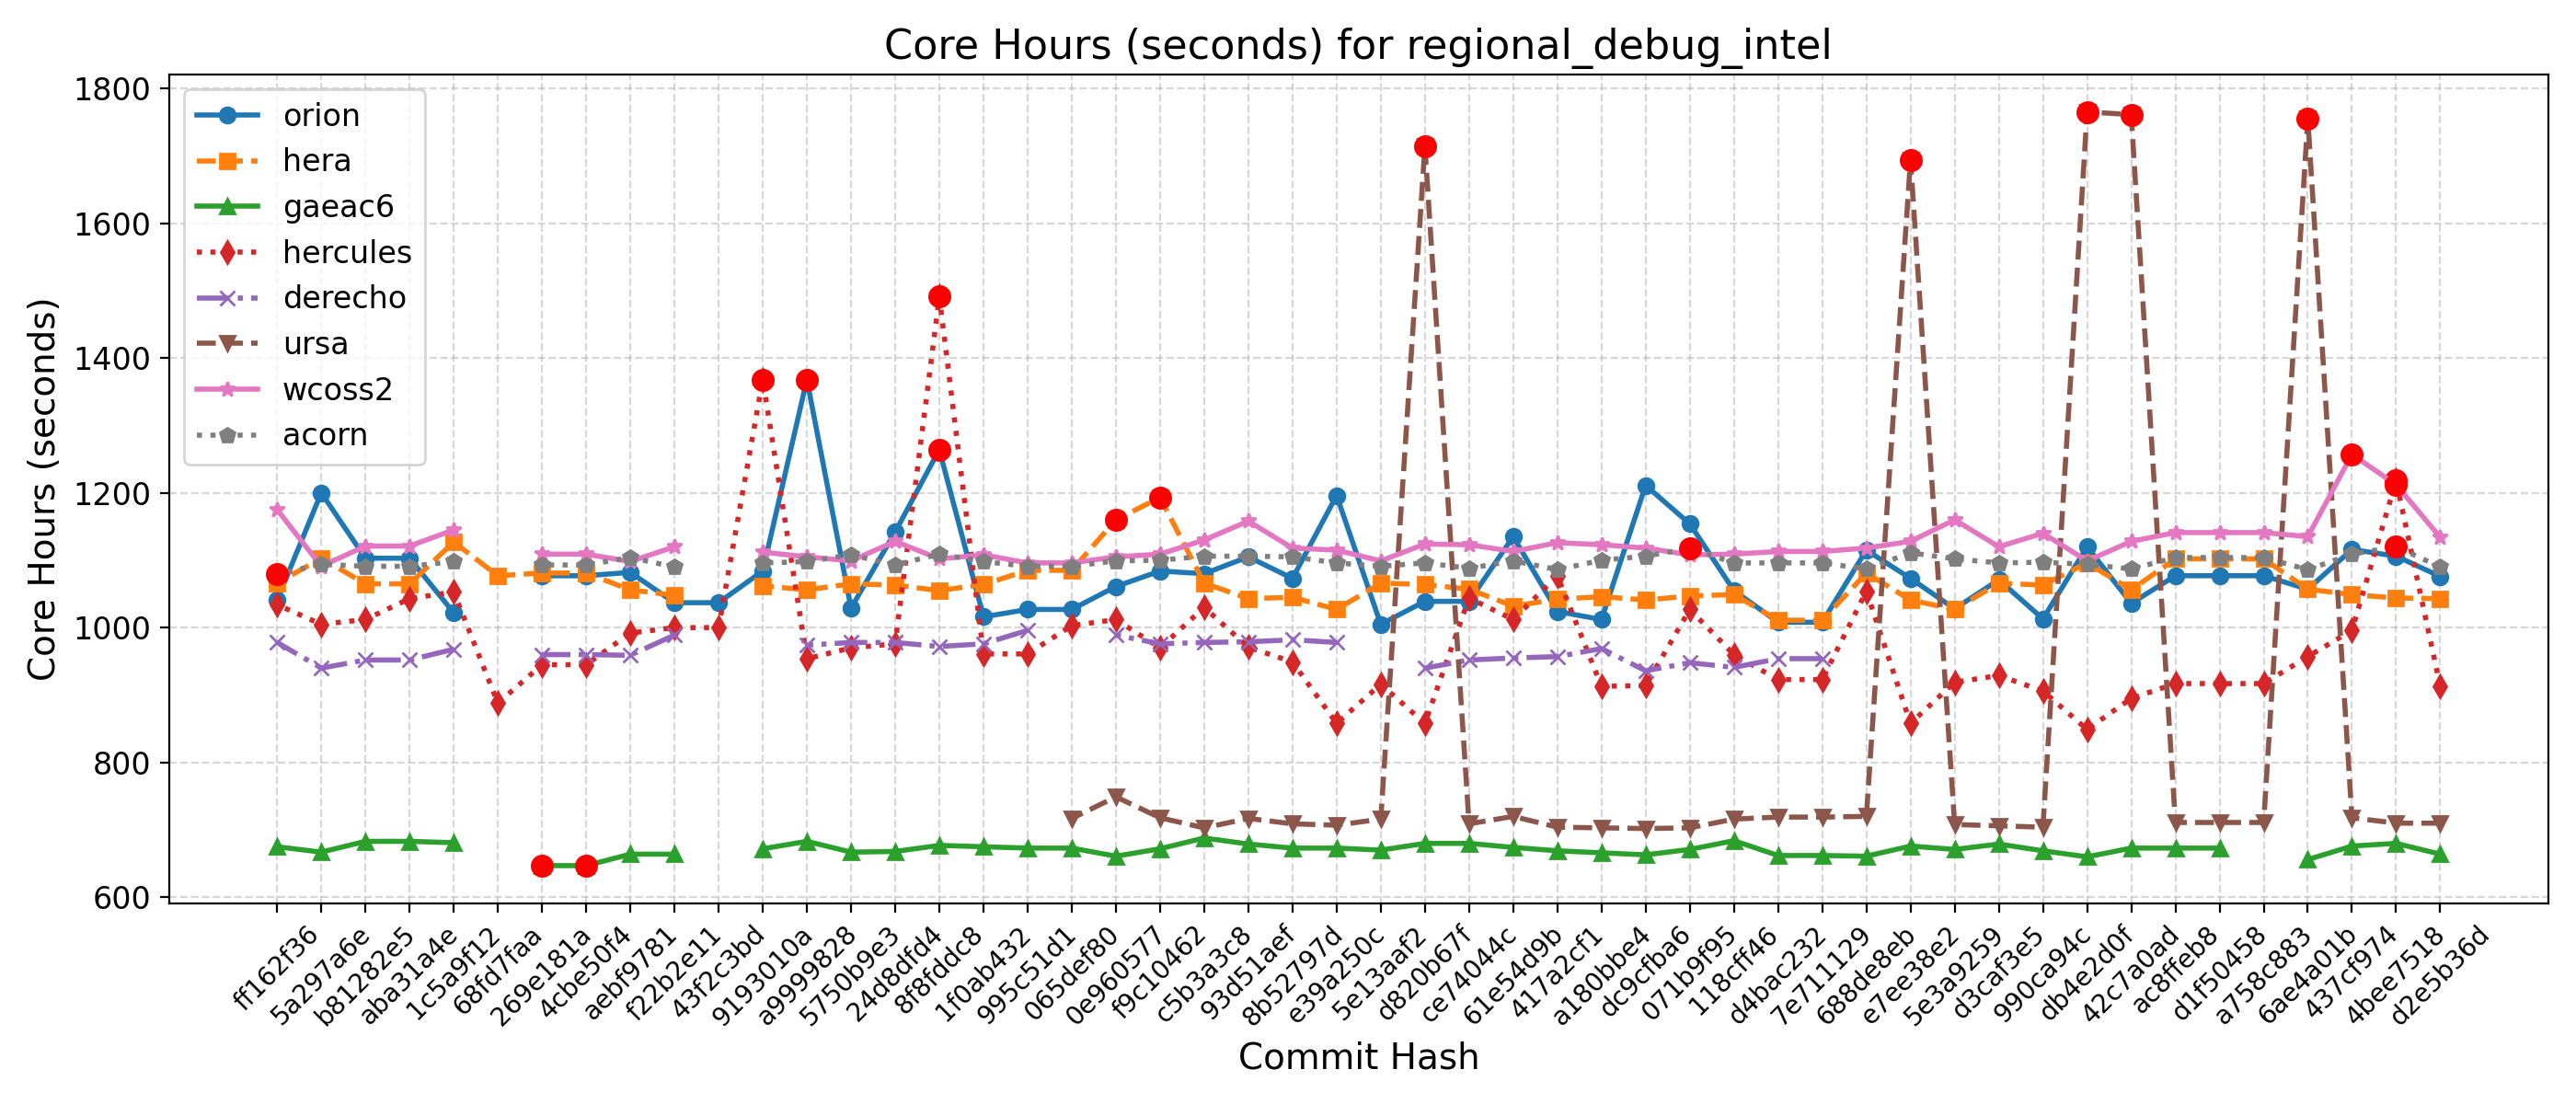 Core Hours (seconds) for regional_debug_intel
Core Hours (seconds)
1800
1600
1400
1200
1000
800
600
orion
hera
gaeac6
hercules
derecho
ursa
wcoss2
acorn
ff162f36
5a297a6e
b81282e5
aba31a4e
1c5a9f12
68fd7faa
269e181a
4cbe50f4
aebf9781
f22b2e11
43f2c3bd
9193010a
a9999828
5750b9e3
24d8dfd4
8f8fddc8
1f0ab432
995c51d1
065def80
0e960577
f9c10462
c5b3a3c8
93d51aef
8b52797d
e39a250c
5e13aaf2
d820b67f
ce74044c
61e54d9b
417a2cf1
a180bbe4
dc9cfba6
071b9f95
118cff46
d4bac232
7e711129
688de8eb
e7ee38e2
5e3a9259
d3caf3e5
990ca94c
db4e2d0f
42c7a0ad
ac8ffeb8
d1f50458
a758c883
6ae4a01b
437cf974
4bee7518
d2e5b36d
Commit Hash